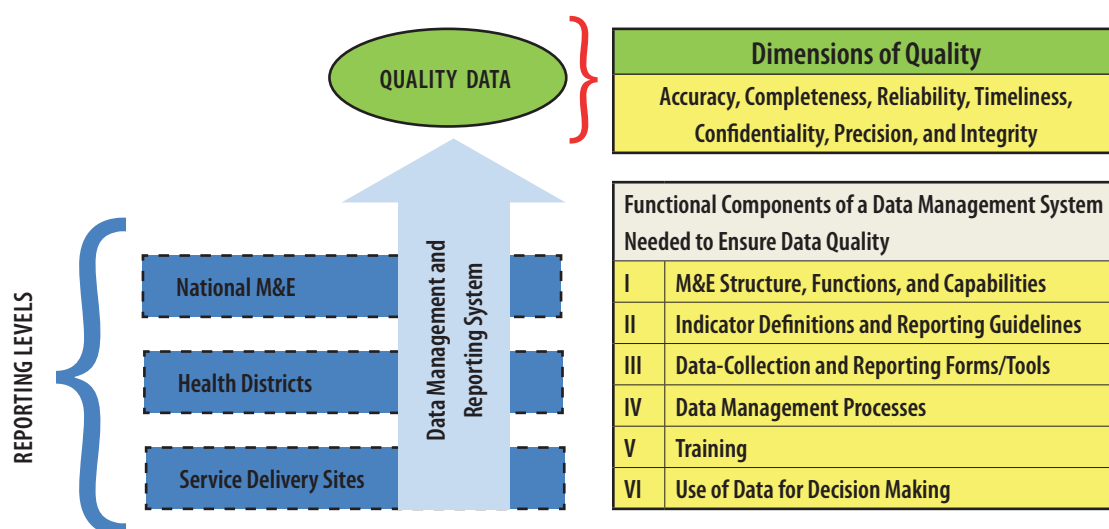 QUALITY DATA
Dimensions of Quality
Accuracy, Completeness, Reliability, Timeliness,
Confidentiality, Precision, and Integrity
REPORTING LEVELS
National M&E
Health Districts
Service Delivery Sites
Data Management and
Reporting System
Functional Components of a Data Management System
Needed to Ensure Data Quality
I M&E Structure, Functions, and Capabilities
II Indicator Definitions and Reporting Guidelines
III Data-Collection and Reporting Forms/Tools
IV Data Management Processes
V Training
VI Use of Data for Decision Making